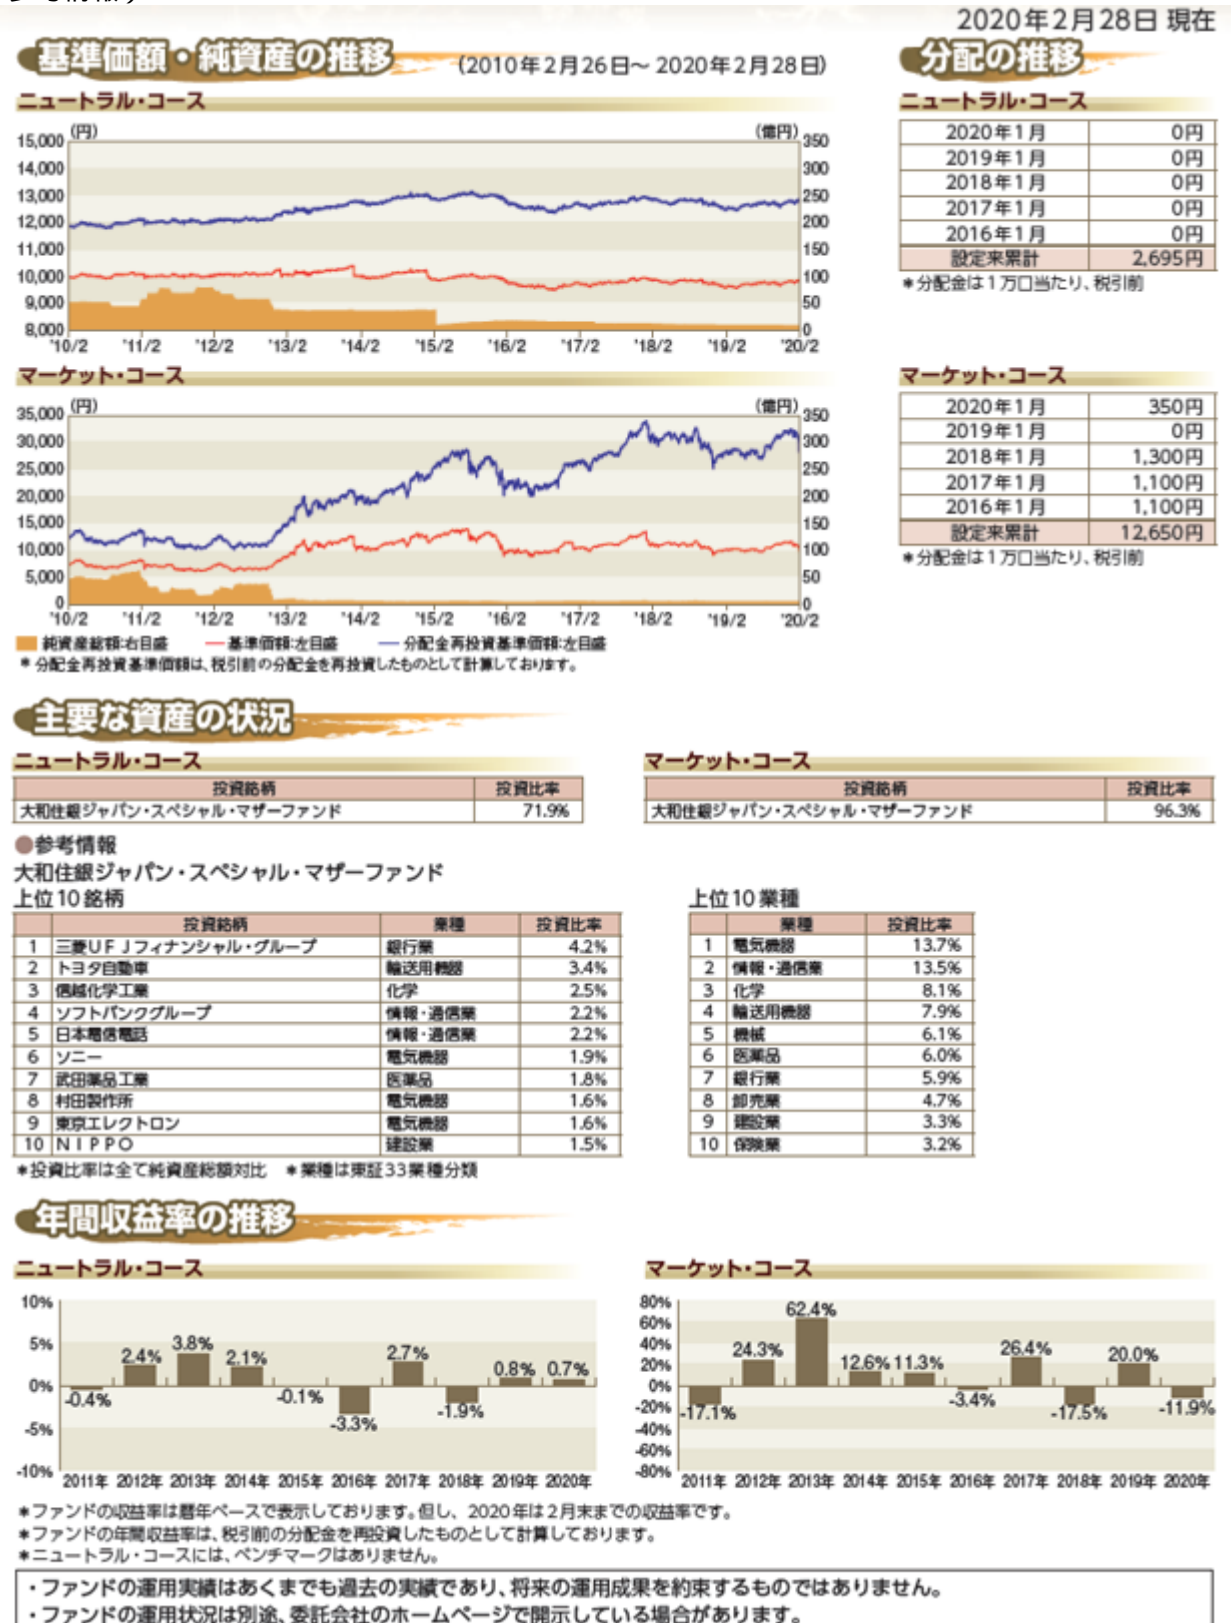 2020年2月28日 現在
基準価額・純資産の推移
(2010年2月26日～2020年2月28日)
分配の推移
ニュートラル・コース
(円)
(億円)
15,000
14,000
13,000
12,000
11,000
10,000
9,000
8,000
350
300
250
200
150
100
50
0
'10/2 '11/2 '12/2 '13/2 '14/2 '15/2 '16/2 '17/2 '18/2 '19/2 '20/2
ニュートラル・コース
2020年1月 0円
2019年1月 0円
2018年1月 0円
2017年1月 0円
2016年1月 0円
設定来累計 2,695円
＊分配金は1万口当たり、税引前
マーケット・コース
(円)
(億円)
35,000
30,000
25,000
20,000
15,000
10,000
5,000
0
350
300
250
200
150
100
50
0
'10/2 '11/2 '12/2 '13/2 '14/2 '15/2 '16/2 '17/2 '18/2 '19/2 '20/2
純資産総額:右目盛 基準価額:左目盛 分配金再投資基準価額:左目盛
＊分配金再投資基準価額は、税引前の分配金を再投資したものとして計算しております。
マーケット・コース
2020年1月 350円
2019年1月 0円
2018年1月 1,300円
2017年1月 1,100円
2016年1月 1,100円
設定来累計 12,650円
＊分配金は1万口当たり、税引前
主要な資産の状況
ニュートラル・コース
投資銘柄 投資比率
大和住銀ジャパン・スペシャル・マザーファンド 71.9%
マーケット・コース
投資銘柄 投資比率
大和住銀ジャパン・スペシャル・マザーファンド 96.3%
●参考情報
大和住銀ジャパン・スペシャル・マザーファンド
上位10銘柄
投資銘柄 業種 投資比率
1 三菱UFJフィナンシャル・グループ 銀行業 4.2%
2 トヨタ自動車 輸送用機器 3.4%
3 信越化学工業 化学 2.5%
4 ソフトバンクグループ 情報・通信業 2.2%
5 日本電信電話 情報・通信業 2.2%
6 ソニー 電気機器 1.9%
7 武田薬品工業 医薬品 1.8%
8 村田製作所 電気機器 1.6%
9 東京エレクトロン 電気機器 1.6%
10 NIPPO 建設業 1.5%
＊投資比率は全て純資産総額対比 ＊業種は東証33業種分類
上位10業種
業種 投資比率
1 電気機器 13.7%
2 情報・通信業 13.5%
3 化学 8.1%
4 輸送用機器 7.9%
5 機械 6.1%
6 医薬品 6.0%
7 銀行業 5.9%
8 卸売業 4.7%
9 建設業 3.3%
10 保険業 3.2%
年間収益率の推移
ニュートラル・コース
10%
5%
0%
-5%
-10%
-0.4% 2.4% 3.8% 2.1% -0.1% -3.3% 2.7% -1.9% 0.8% 0.7%
2011年 2012年 2013年 2014年 2015年 2016年 2017年 2018年 2019年 2020年
マーケット・コース
80%
60%
40%
20%
0%
-20%
-40%
-60%
-80%
-17.1% 24.3% 62.4% 12.6% 11.3% -3.4% 26.4% -17.5% 20.0% -11.9%
2011年 2012年 2013年 2014年 2015年 2016年 2017年 2018年 2019年 2020年
＊ファンドの収益率は暦年ベースで表示しております。但し、2020年は2月末までの収益率です。
＊ファンドの年間収益率は、税引前の分配金を再投資したものとして計算しております。
＊ニュートラル・コースには、ベンチマークはありません。
・ファンドの運用実績はあくまでも過去の実績であり、将来の運用成果を約束するものではありません。
・ファンドの運用状況は別途、委託会社のホームページで開示している場合があります。